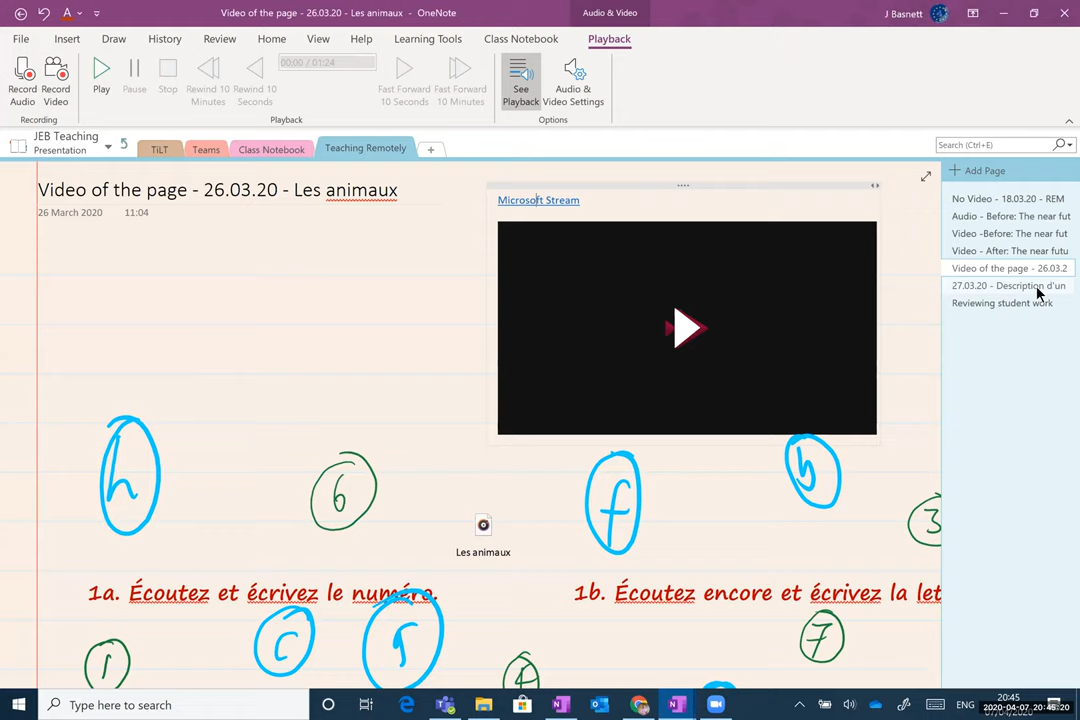 Video of the page - 26.03.20 - Les animaux - OneNote
Audio & Video
J Basnett
File
Insert
Draw
History
Review
Home
View
Help
Learning Tools
Class Notebook
Playback
Record Audio
Record Video
Play
Pause
Stop
Rewind 10 Minutes
Rewind 10 Seconds
00:00 / 01:24
Fast Forward 10 Seconds
Fast Forward 10 Minutes
See Playback
Audio & Video Settings
Recording
Playback
Options
JEB Teaching
Presentation
TiLT
Teams
Class Notebook
Teaching Remotely
Search (Ctrl+E)
Add Page
Video of the page - 26.03.20 - Les animaux
26 March 2020 11:04
Microsoft Stream
No Video - 18.03.20 - REM
Audio - Before: The near fut
Video -Before: The near fut
Video - After: The near futu
Video of the page - 26.03.2
27.03.20 - Description d'un
Reviewing student work
h
6
f
b
3
Les animaux
1a. Écoutez et écrivez le numéro.
1b. Écoutez encore et écrivez la let
1
c
7
4
Type here to search
ENG
20:45
2020-04-07 20:45:20